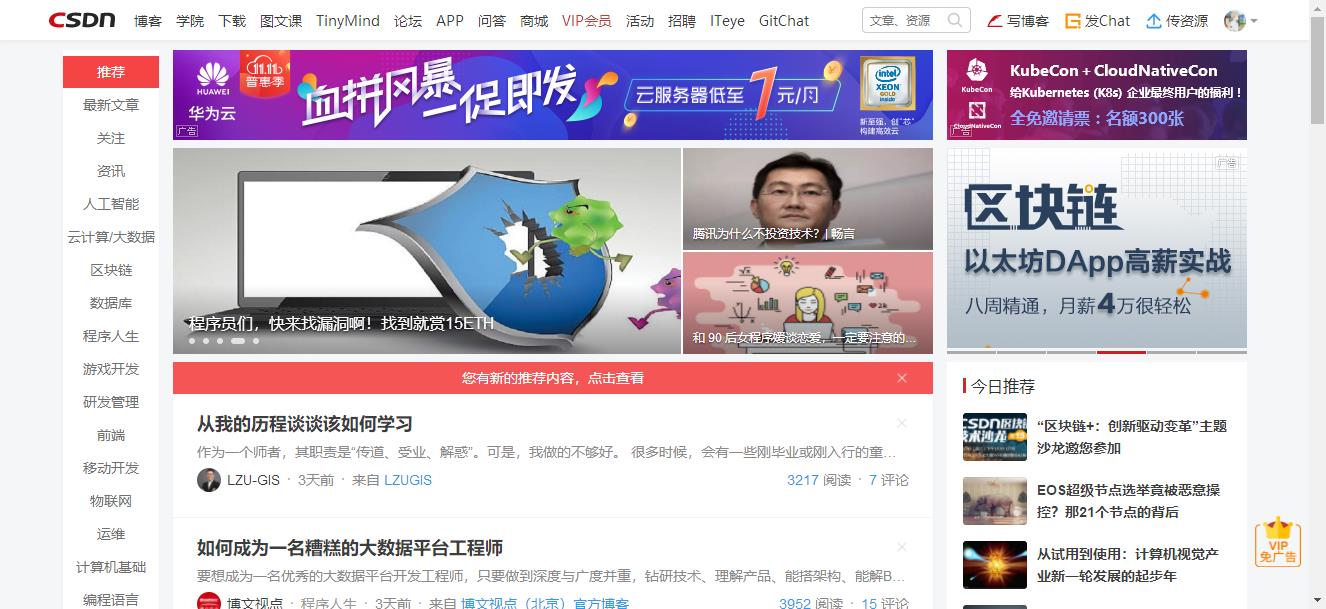 CSDN 博客 学院 下载 图文课 TinyMind 论坛 APP 问答 商城 VIP会员 活动 招聘 ITeye GitChat 文章、资源 写博客 发Chat 传资源
推荐
最新文章
关注
资讯
人工智能
云计算/大数据
区块链
数据库
程序人生
游戏开发
研发管理
前端
移动开发
物联网
运维
计算机基础
编程语言
HUAWEI
华为云
广告
11.11
普惠季
血拼风暴 一促即发
云服务器低至1元/月
intel
XEON
GOLD
inside
新至强，创“芯”
构建高效云
KubeCon
CloudNativeCon
广告
KubeCon + CloudNativeCon
给Kubernetes (K8s) 企业最终用户的福利！
全免邀请票：名额300张
程序员们，快来找漏洞啊！找到就赏15ETH
腾讯为什么不投资技术？| 畅言
和 90 后女程序媛谈恋爱，一定要注意的...
广告
区块链
以太坊DApp高薪实战
八周精通，月薪4万很轻松
您有新的推荐内容，点击查看
从我的历程谈谈该如何学习
作为一个师者，其职责是“传道、受业、解惑”。可是，我做的不够好。 很多时候，会有一些刚毕业或刚入行的童…
LZU-GIS · 3天前 · 来自 LZUGIS 3217 阅读 · 7 评论
如何成为一名糟糕的大数据平台工程师
要想成为一名优秀的大数据平台开发工程师，只要做到深度与广度并重，钻研技术、理解产品、能搭架构、能解B…
博文视点 · 程序人生 · 3天前 · 来自 博文视点（北京）官方博客 3952 阅读 · 15 评论
今日推荐
CSDN区块链
技术沙龙
“区块链+：创新驱动变革”主题
沙龙邀您参加
EOS超级节点选举竟被恶意操
控？那21个节点的背后
从试用到使用：计算机视觉产
业新一轮发展的起步年
VIP
免广告